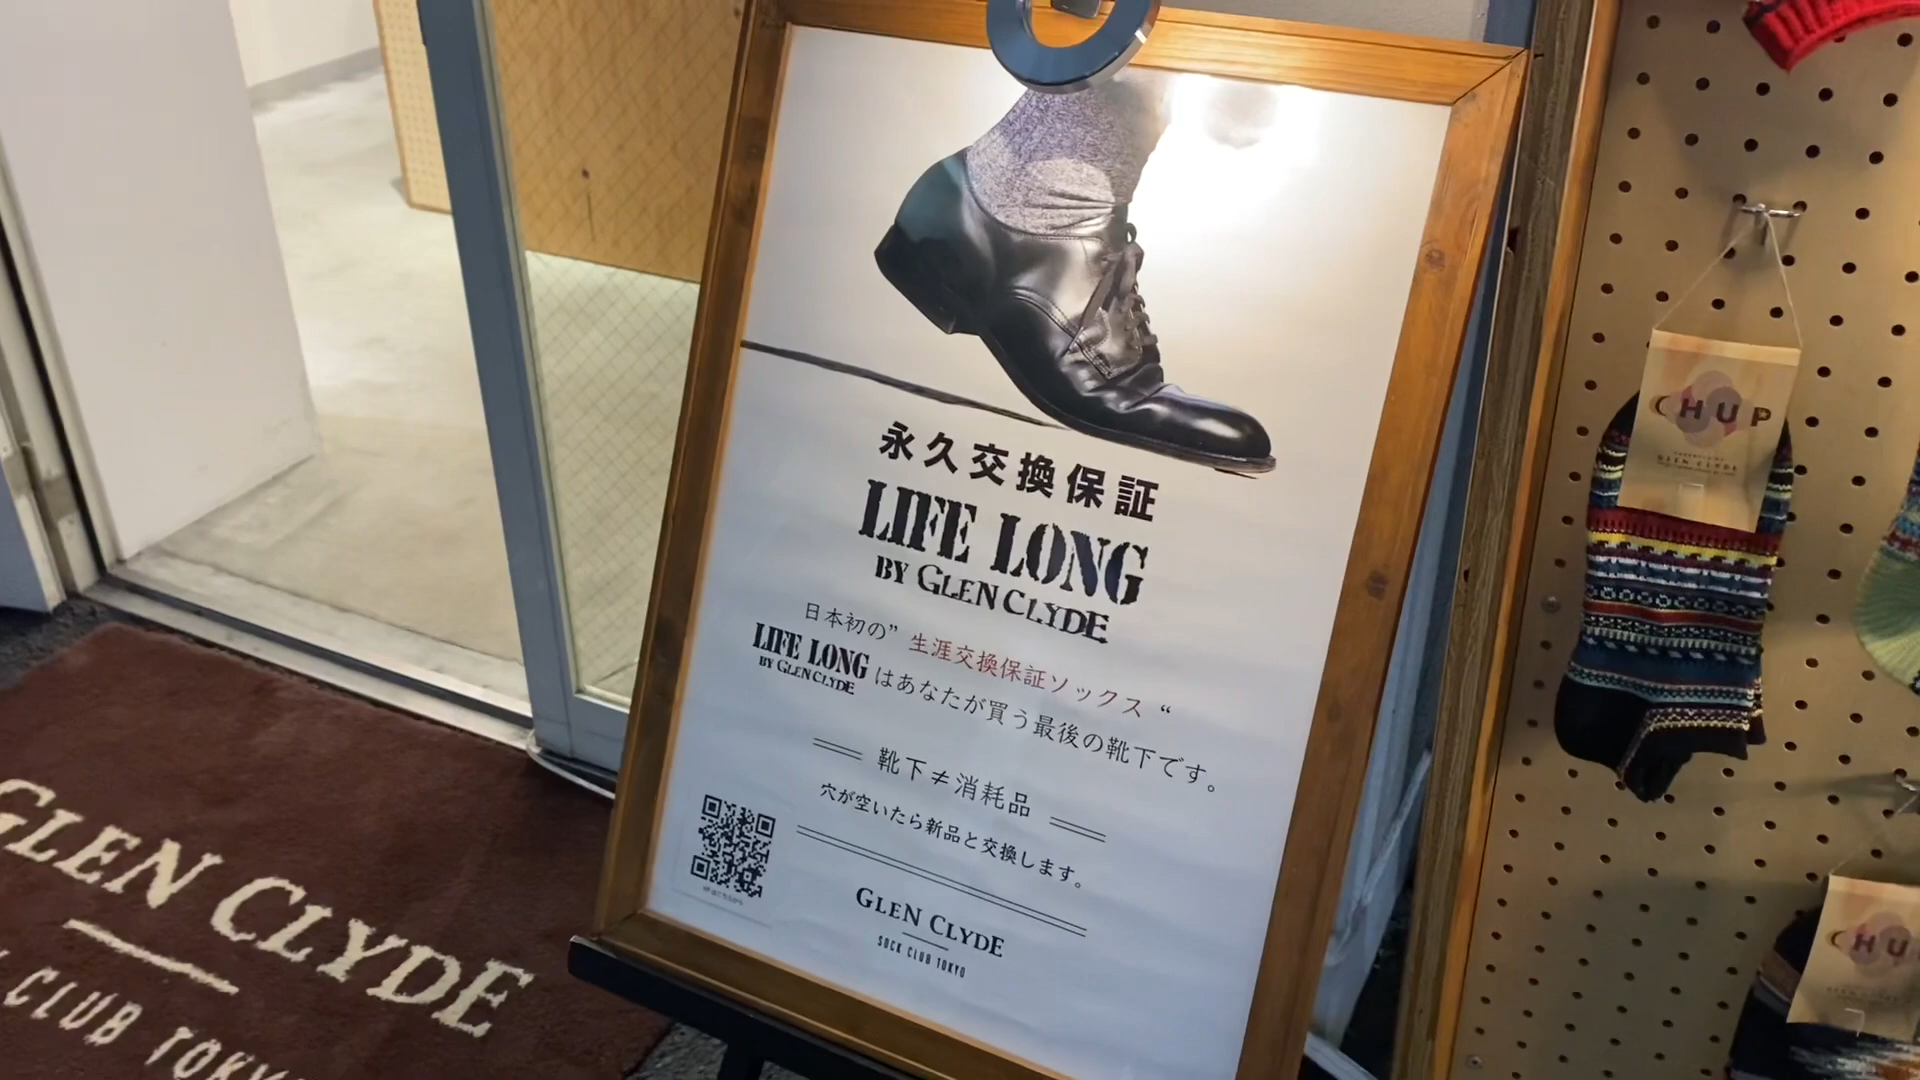 永久交換保証
LIFE LONG
BY GLEN CLYDE
日本初の”生涯交換保証ソックス“
LIFE LONG
BY GLEN CLYDE
はあなたが買う最後の靴下です。
靴下≠消耗品
穴が空いたら新品と交換します。
GLEN CLYDE
SOCK CLUB TOKYO
GLEN CLYDE
CLUB TOKYO
CHUP
GLEN CLYDE
CHU